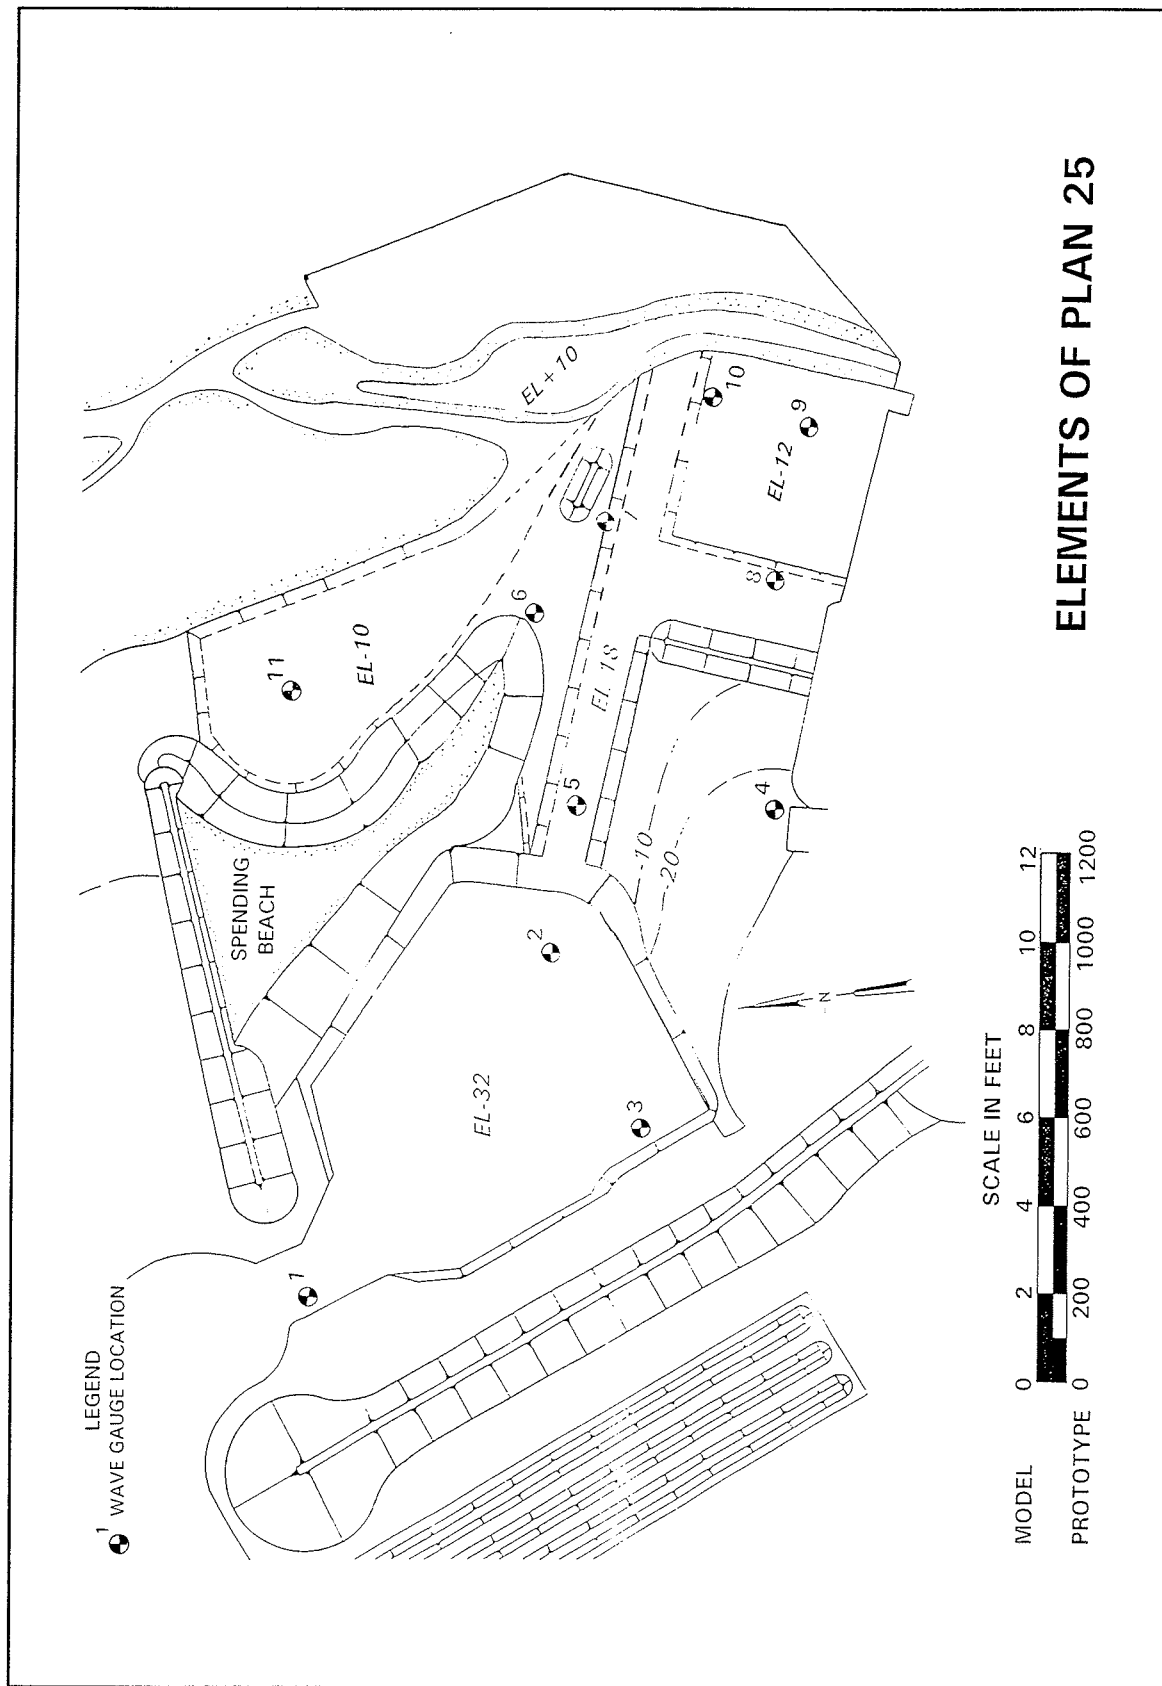 LEGEND
1 WAVE GAUGE LOCATION
1
11
SPENDING
BEACH
EL-10
EL-32
2
3
5
6
7
EL 18
EL+10
10
9
EL-12
8
4
-10
-20
N
SCALE IN FEET
MODEL 0 2 4 6 8 10 12
PROTOTYPE 0 200 400 600 800 1000 1200
ELEMENTS OF PLAN 25